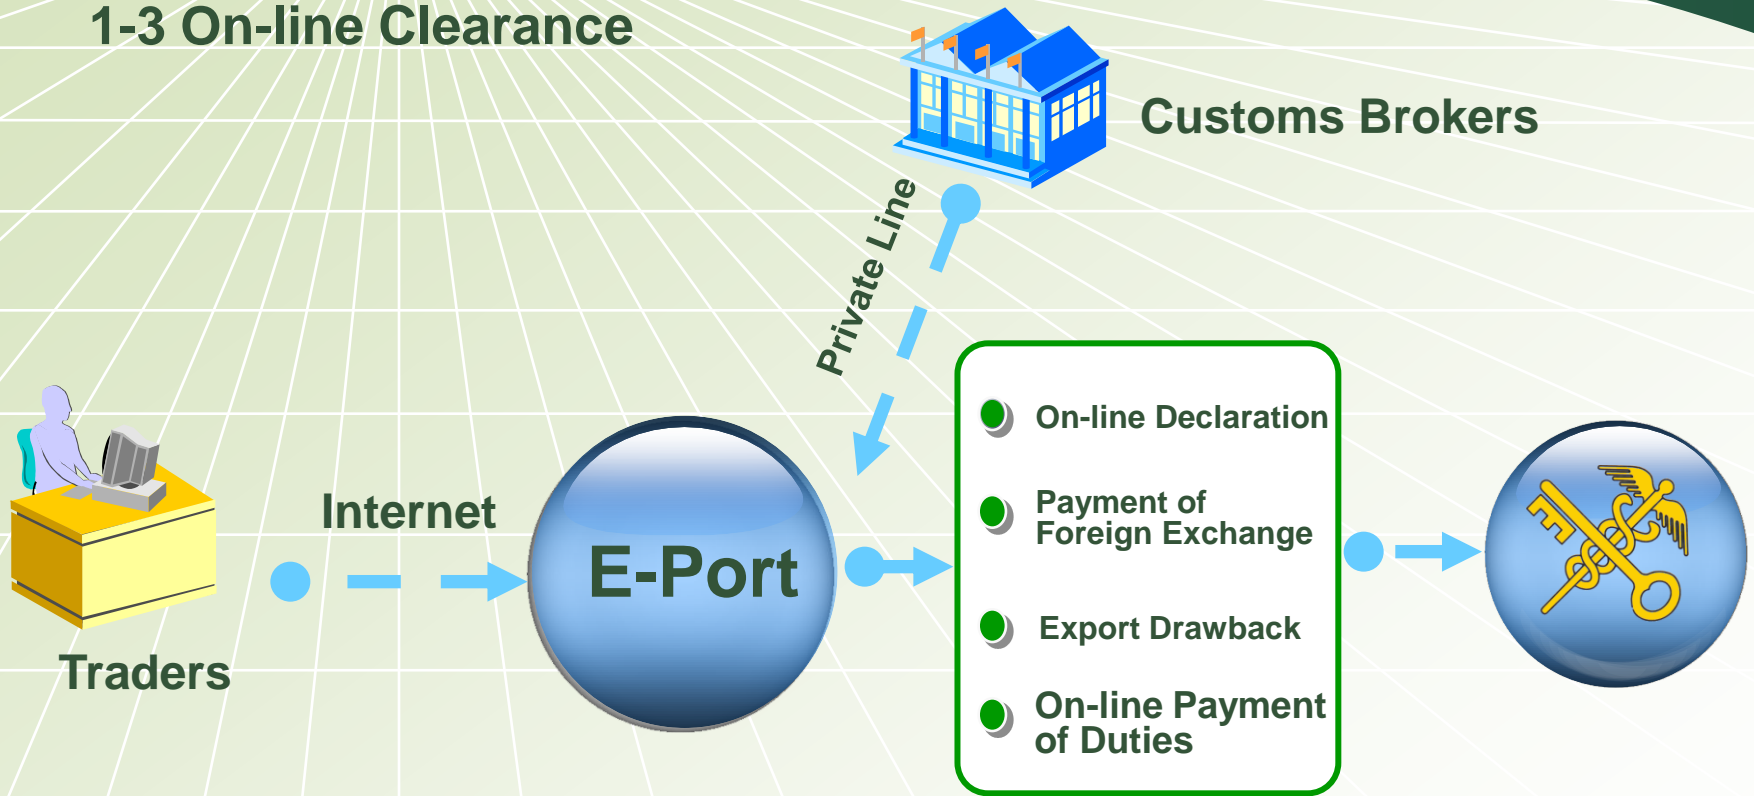 1-3 On-line Clearance
Customs Brokers
Private Line
Internet
E-Port
Traders
On-line Declaration
Payment of
Foreign Exchange
Export Drawback
On-line Payment
of Duties